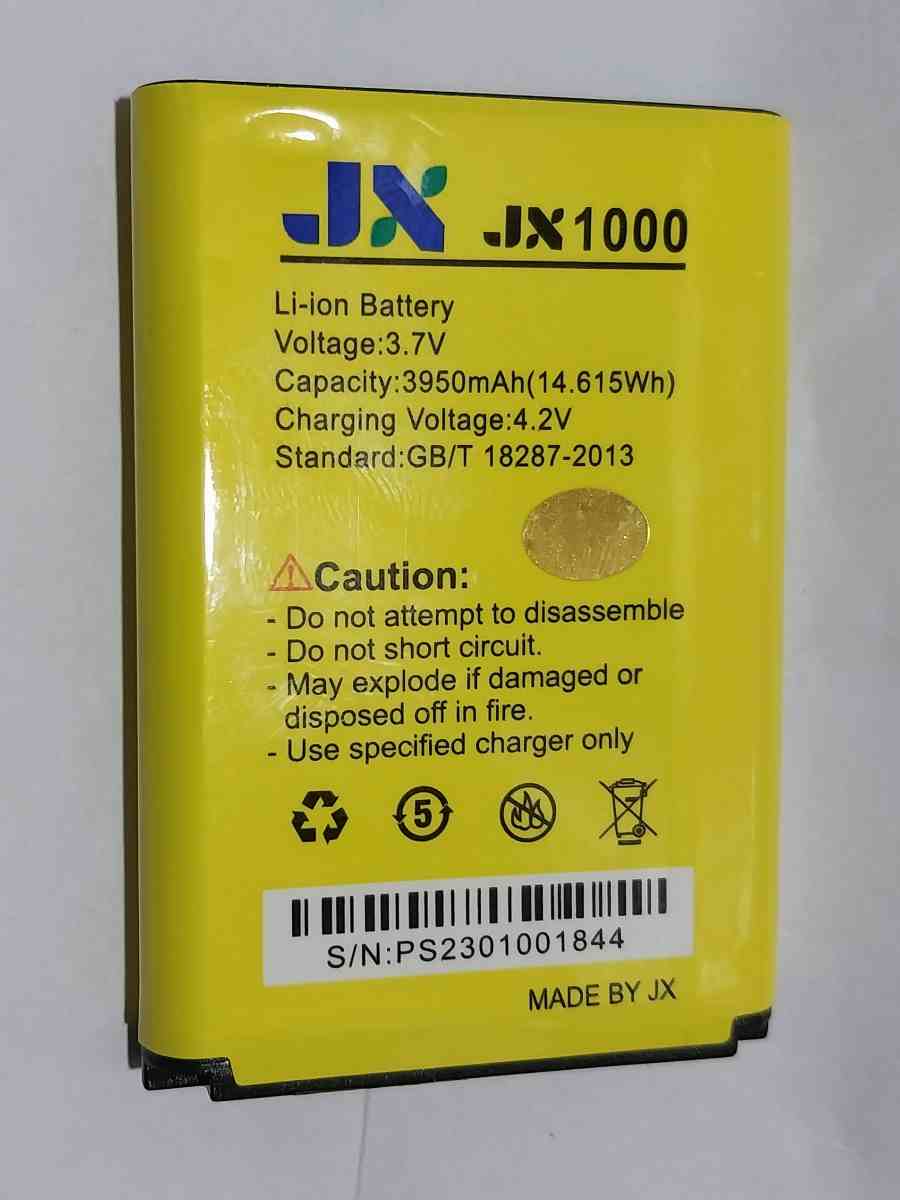 JX JX1000
Li-ion Battery
Voltage:3.7V
Capacity:3950mAh(14.615Wh)
Charging Voltage:4.2V
Standard:GB/T 18287-2013
Caution:
- Do not attempt to disassemble
- Do not short circuit.
- May explode if damaged or
disposed off in fire.
- Use specified charger only
5
S/N:PS2301001844
MADE BY JX